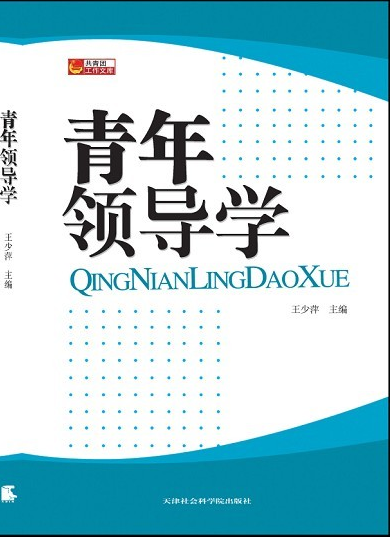 共青团
工作文库
青年
领导学
QINGNIANLINGDAOXUE
王少萍 主编
天津社会科学院出版社
青年领导学
王少萍 主编